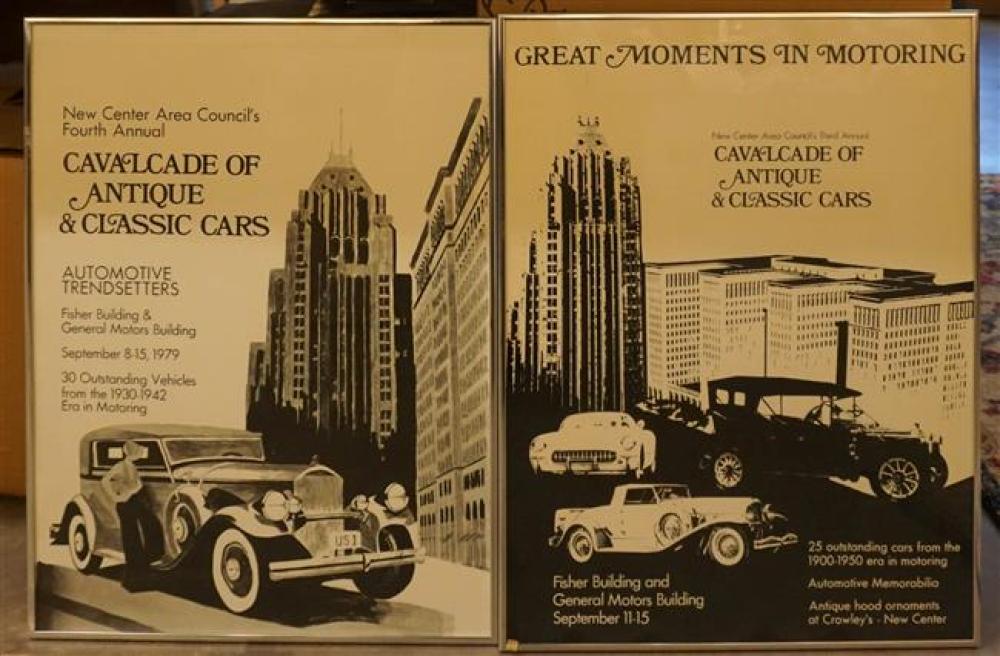 New Center Area Council's
Fourth Annual
CAVALCADE OF
ANTIQUE
& CLASSIC CARS
AUTOMOTIVE
TRENDSETTERS
Fisher Building &
General Motors Building
September 8-15, 1979
30 Outstanding Vehicles
from the 1930-1942
Era in Motoring
US 1
GREAT MOMENTS IN MOTORING
New Center Area Council's Third Annual
CAVALCADE OF
ANTIQUE
& CLASSIC CARS
25 outstanding cars from the
1900-1950 era in motoring
Automotive Memorabilia
Antique hood ornaments
at Crowley's - New Center
Fisher Building and
General Motors Building
September 11-15